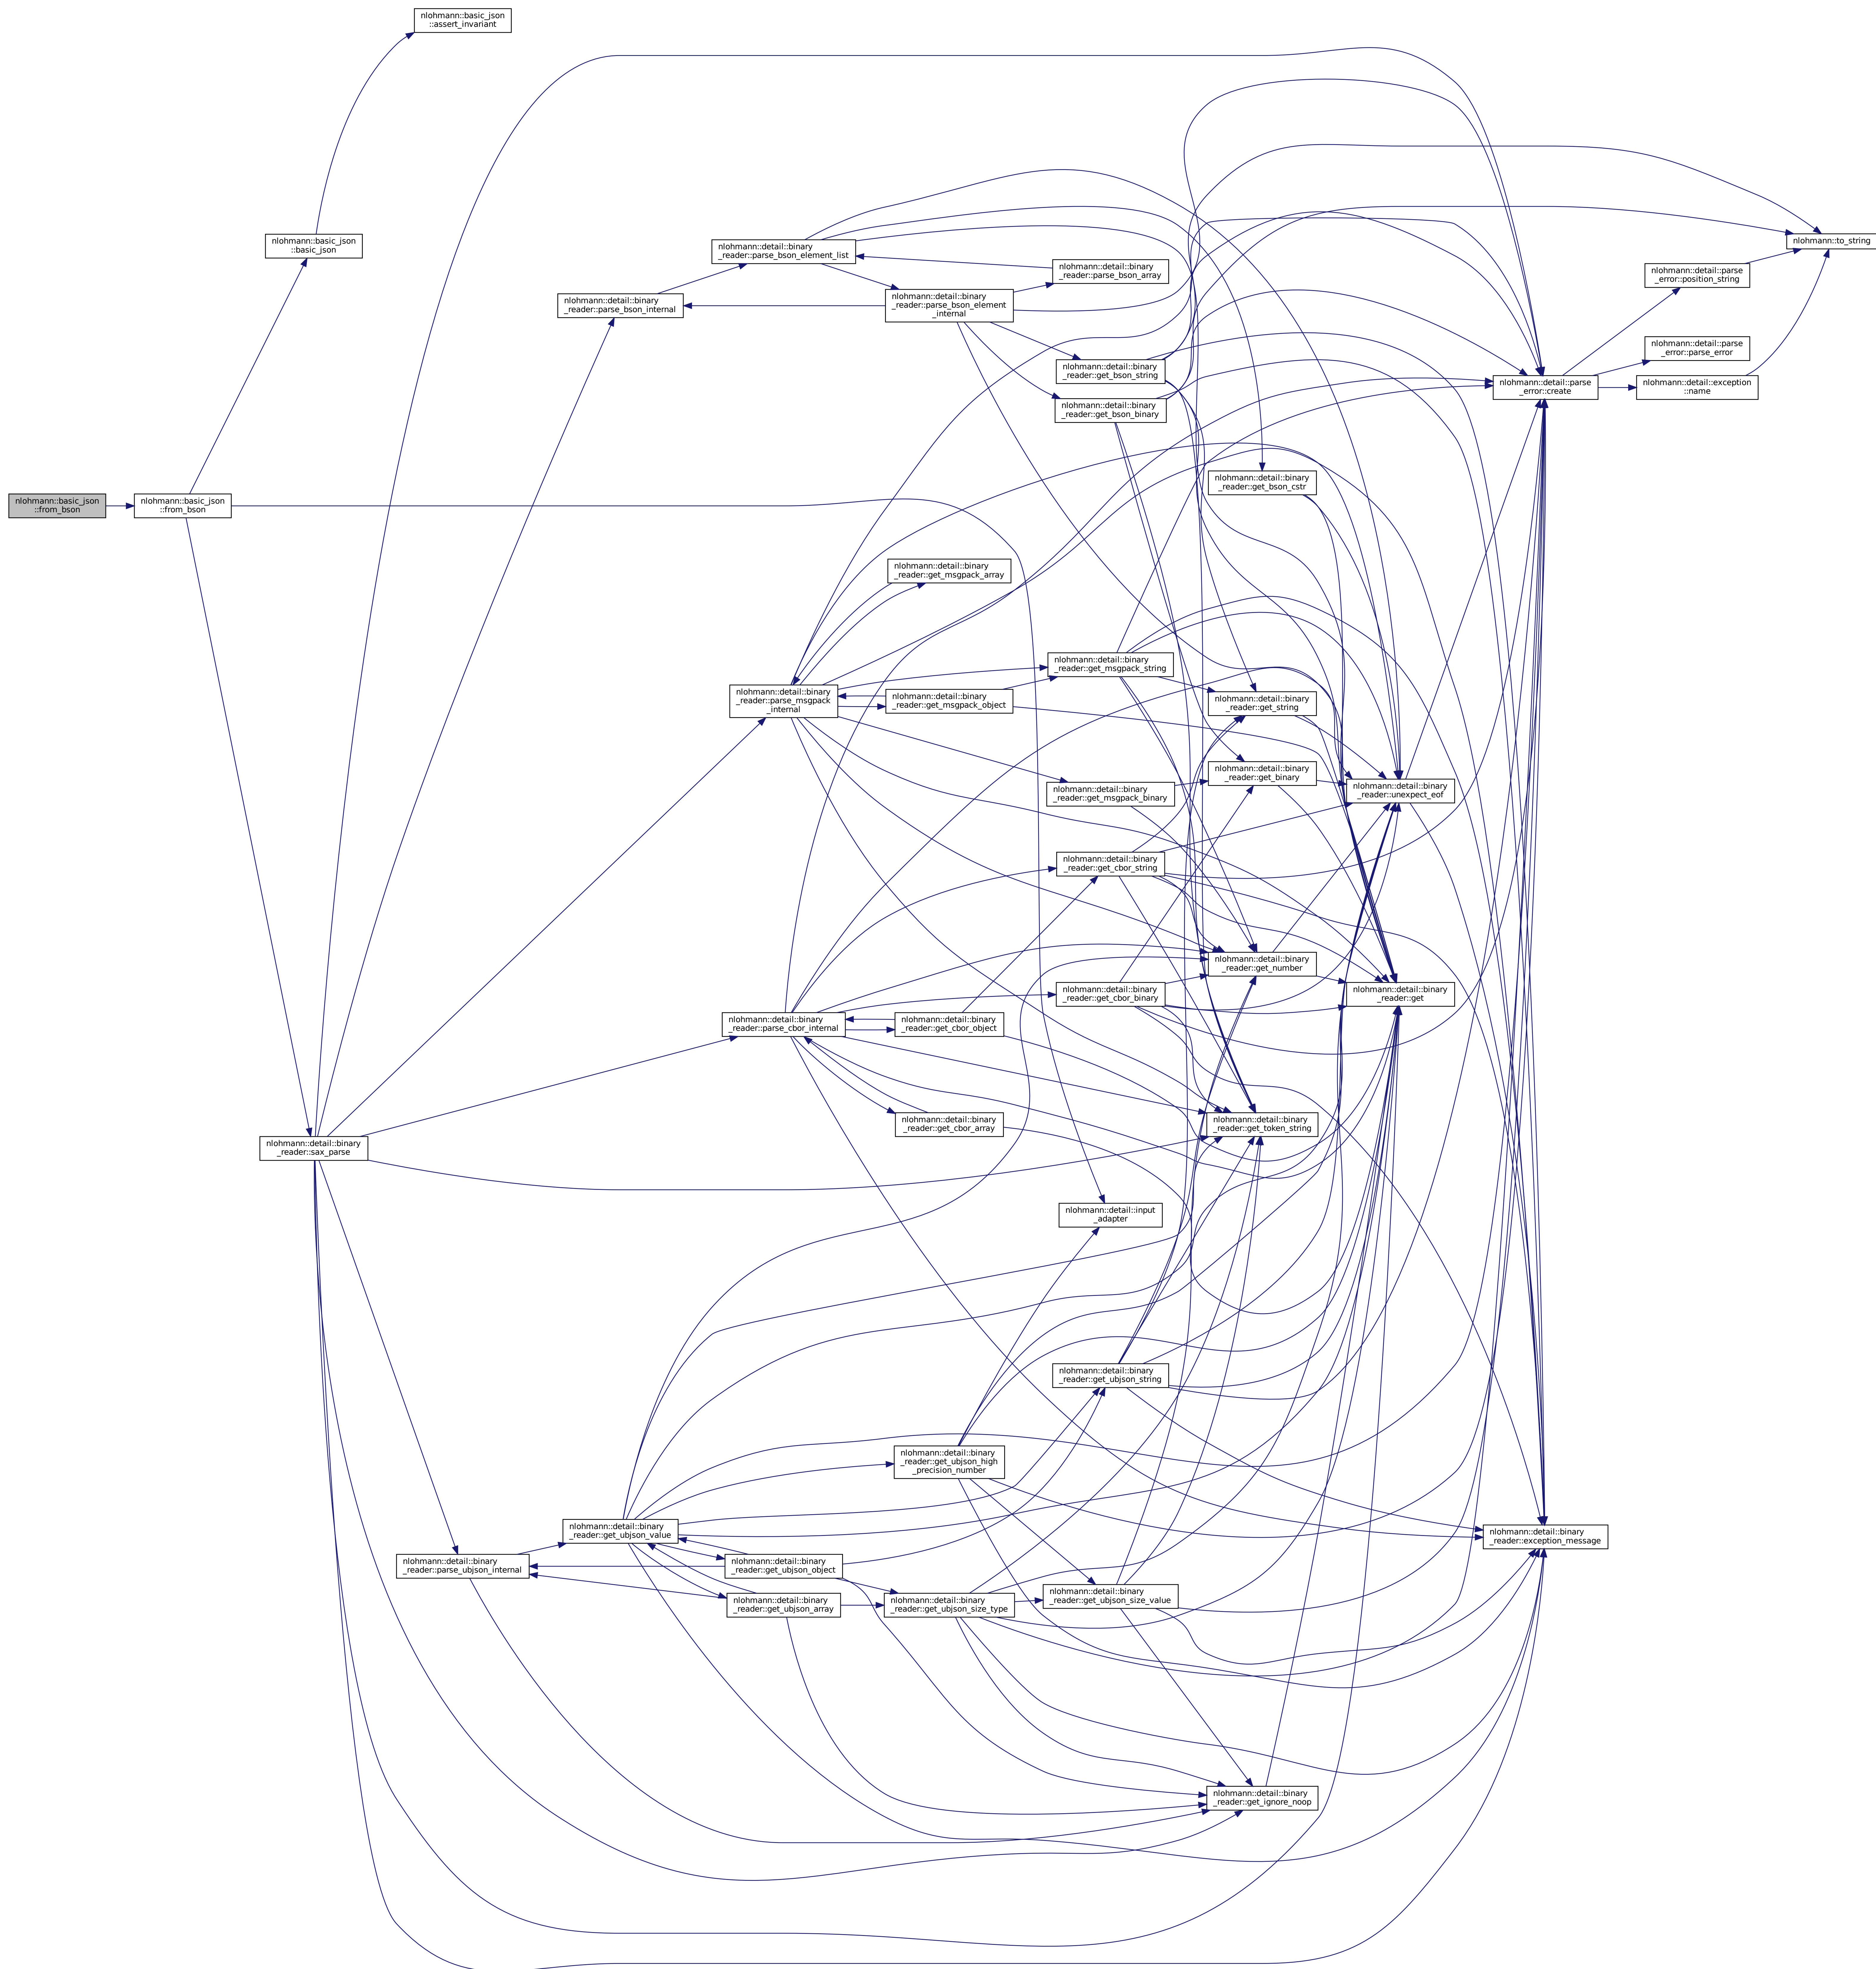 nlohmann::basic_json
::assert_invariant
nlohmann::basic_json
::basic_json
nlohmann::to_string
nlohmann::detail::binary
_reader::parse_bson_element_list
nlohmann::detail::binary
_reader::parse_bson_array
nlohmann::detail::parse
_error::position_string
nlohmann::detail::binary
_reader::parse_bson_internal
nlohmann::detail::binary
_reader::parse_bson_element
_internal
nlohmann::detail::parse
_error::parse_error
nlohmann::detail::binary
_reader::get_bson_string
nlohmann::detail::parse
_error::create
nlohmann::detail::exception
::name
nlohmann::detail::binary
_reader::get_bson_binary
nlohmann::detail::binary
_reader::get_bson_cstr
nlohmann::basic_json
::from_bson
nlohmann::basic_json
::from_bson
nlohmann::detail::binary
_reader::get_msgpack_array
nlohmann::detail::binary
_reader::get_msgpack_string
nlohmann::detail::binary
_reader::parse_msgpack
_internal
nlohmann::detail::binary
_reader::get_msgpack_object
nlohmann::detail::binary
_reader::get_string
nlohmann::detail::binary
_reader::get_binary
nlohmann::detail::binary
_reader::get_msgpack_binary
nlohmann::detail::binary
_reader::unexpect_eof
nlohmann::detail::binary
_reader::get_cbor_string
nlohmann::detail::binary
_reader::get_number
nlohmann::detail::binary
_reader::get_cbor_binary
nlohmann::detail::binary
_reader::get
nlohmann::detail::binary
_reader::parse_cbor_internal
nlohmann::detail::binary
_reader::get_cbor_object
nlohmann::detail::binary
_reader::get_cbor_array
nlohmann::detail::binary
_reader::get_token_string
nlohmann::detail::binary
_reader::sax_parse
nlohmann::detail::input
_adapter
nlohmann::detail::binary
_reader::get_ubjson_string
nlohmann::detail::binary
_reader::get_ubjson_high
_precision_number
nlohmann::detail::binary
_reader::get_ubjson_value
nlohmann::detail::binary
_reader::exception_message
nlohmann::detail::binary
_reader::parse_ubjson_internal
nlohmann::detail::binary
_reader::get_ubjson_object
nlohmann::detail::binary
_reader::get_ubjson_size_value
nlohmann::detail::binary
_reader::get_ubjson_array
nlohmann::detail::binary
_reader::get_ubjson_size_type
nlohmann::detail::binary
_reader::get_ignore_noop